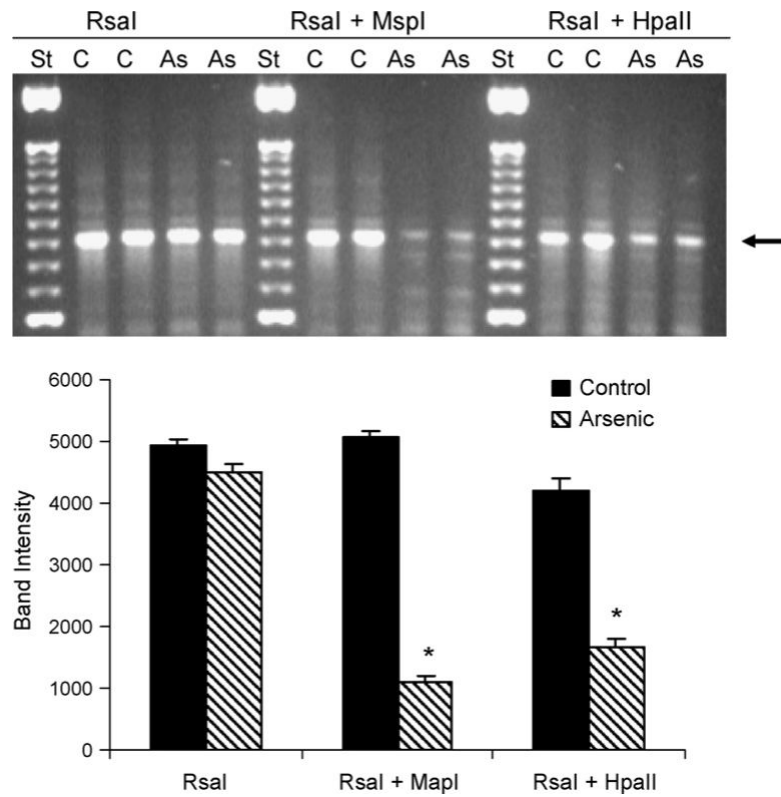 RsaI RsaI + MspI RsaI + HpaII
St C C As As St C C As As St C C As As
6000
5000
4000
3000
2000
1000
0
Band Intensity
Control
Arsenic
*
*
RsaI RsaI + MapI RsaI + HpaII